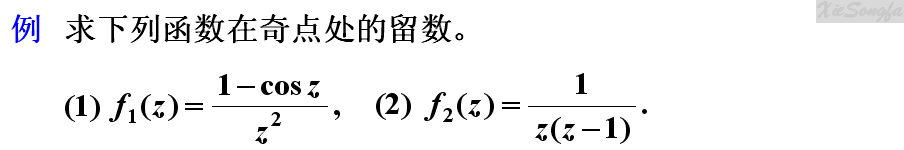 XieSongfa
例 求下列函数在奇点处的留数。
(1) f₁(z) = (1 − cos z) / z² , (2) f₂(z) = 1 / z(z − 1) .